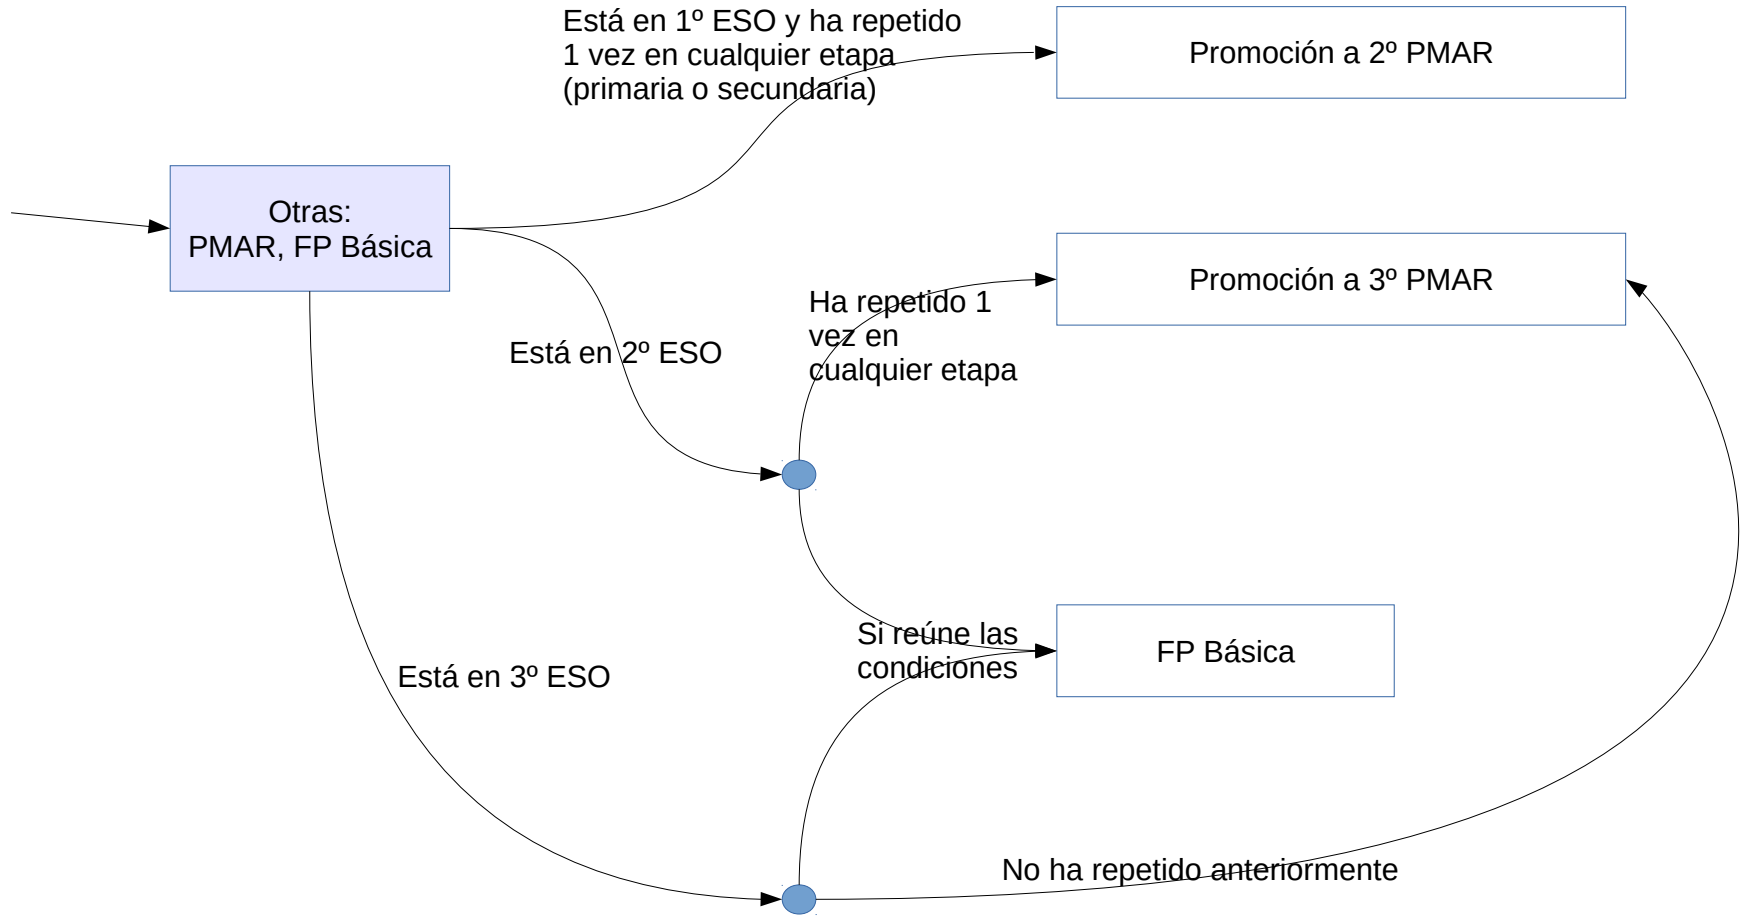 Está en 1º ESO y ha repetido
1 vez en cualquier etapa
(primaria o secundaria)
Promoción a 2º PMAR
Otras:
PMAR, FP Básica
Promoción a 3º PMAR
Ha repetido 1
vez en
cualquier etapa
Está en 2º ESO
Si reúne las
condiciones
FP Básica
Está en 3º ESO
No ha repetido anteriormente